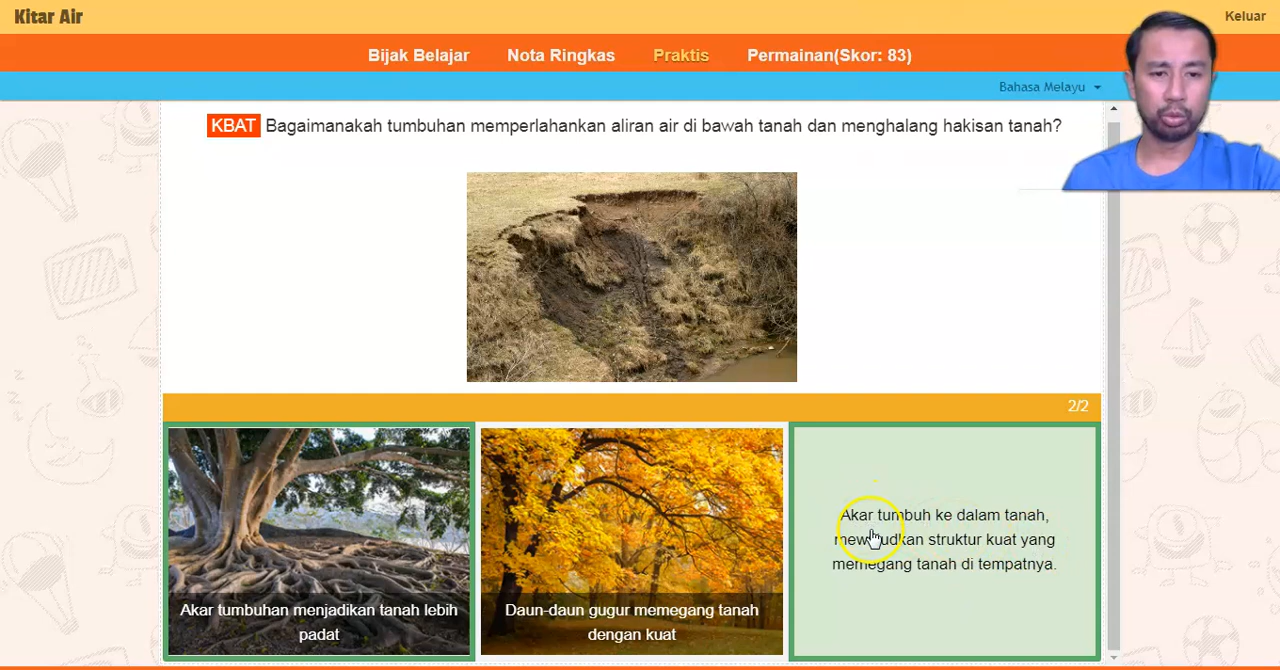 Kitar Air
Keluar
Bijak Belajar
Nota Ringkas
Praktis
Permainan(Skor: 83)
Bahasa Melayu
KBAT Bagaimanakah tumbuhan memperlahankan aliran air di bawah tanah dan menghalang hakisan tanah?
2/2
Akar tumbuhan menjadikan tanah lebih
padat
Daun-daun gugur memegang tanah
dengan kuat
Akar tumbuh ke dalam tanah,
mewujudkan struktur kuat yang
memegang tanah di tempatnya.